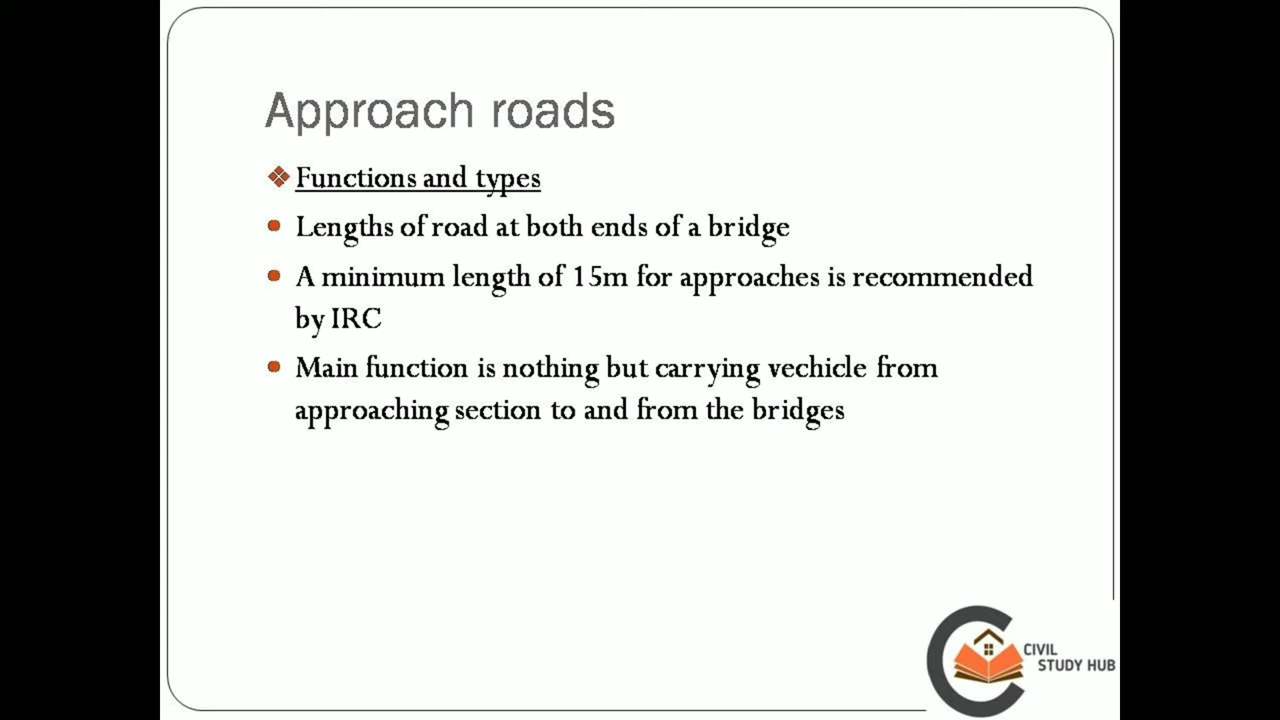 Approach roads
Functions and types
Lengths of road at both ends of a bridge
A minimum length of 15m for approaches is recommended
by IRC
Main function is nothing but carrying vechicle from
approaching section to and from the bridges
CIVIL
STUDY HUB